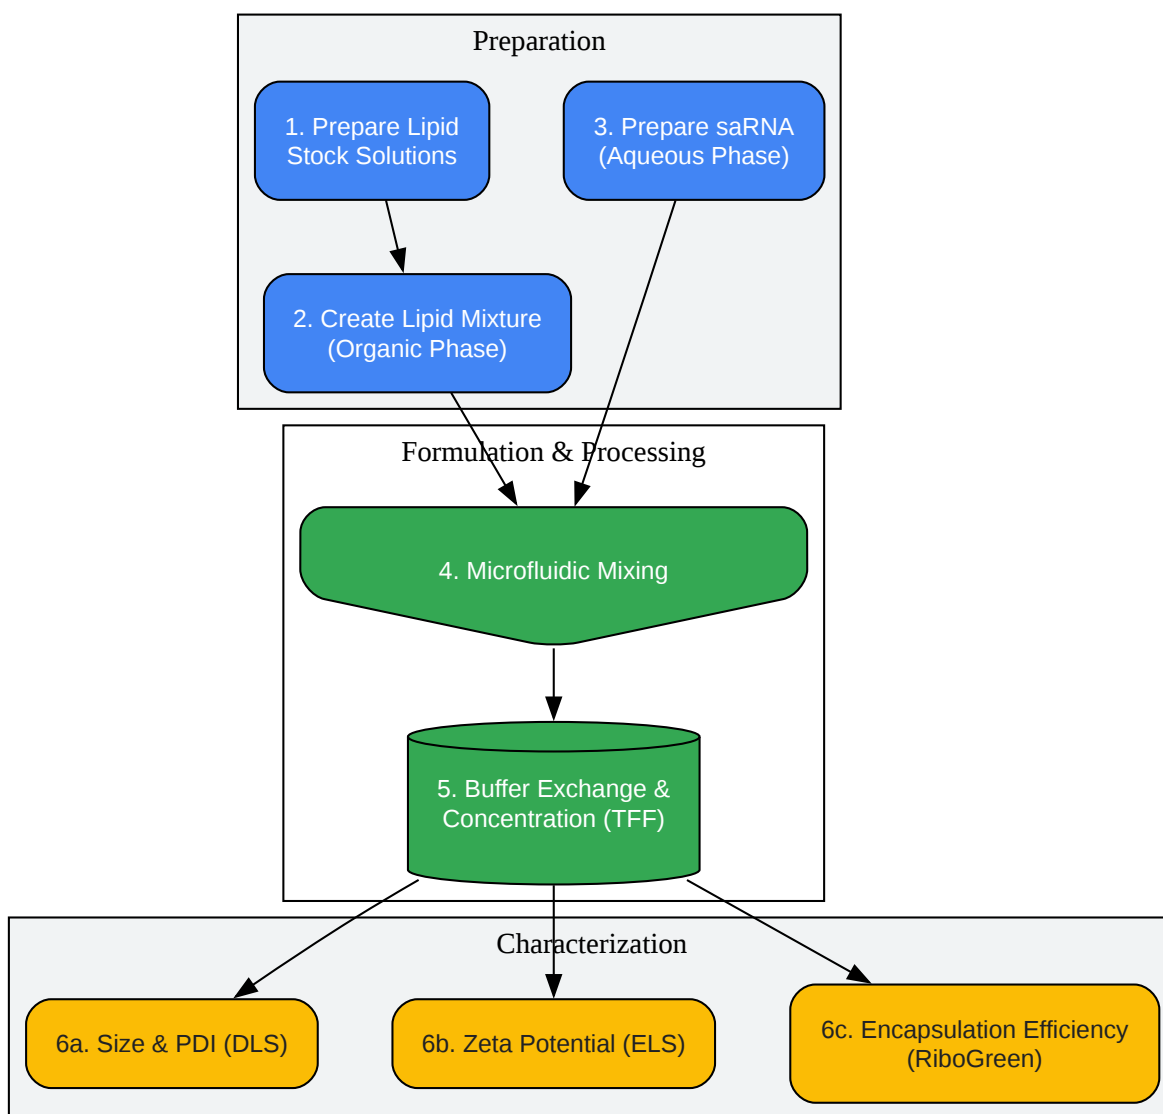 Preparation
1. Prepare Lipid
Stock Solutions
3. Prepare saRNA
(Aqueous Phase)
2. Create Lipid Mixture
(Organic Phase)
Formulation & Processing
4. Microfluidic Mixing
5. Buffer Exchange &
Concentration (TFF)
Characterization
6a. Size & PDI (DLS)
6b. Zeta Potential (ELS)
6c. Encapsulation Efficiency
(RiboGreen)